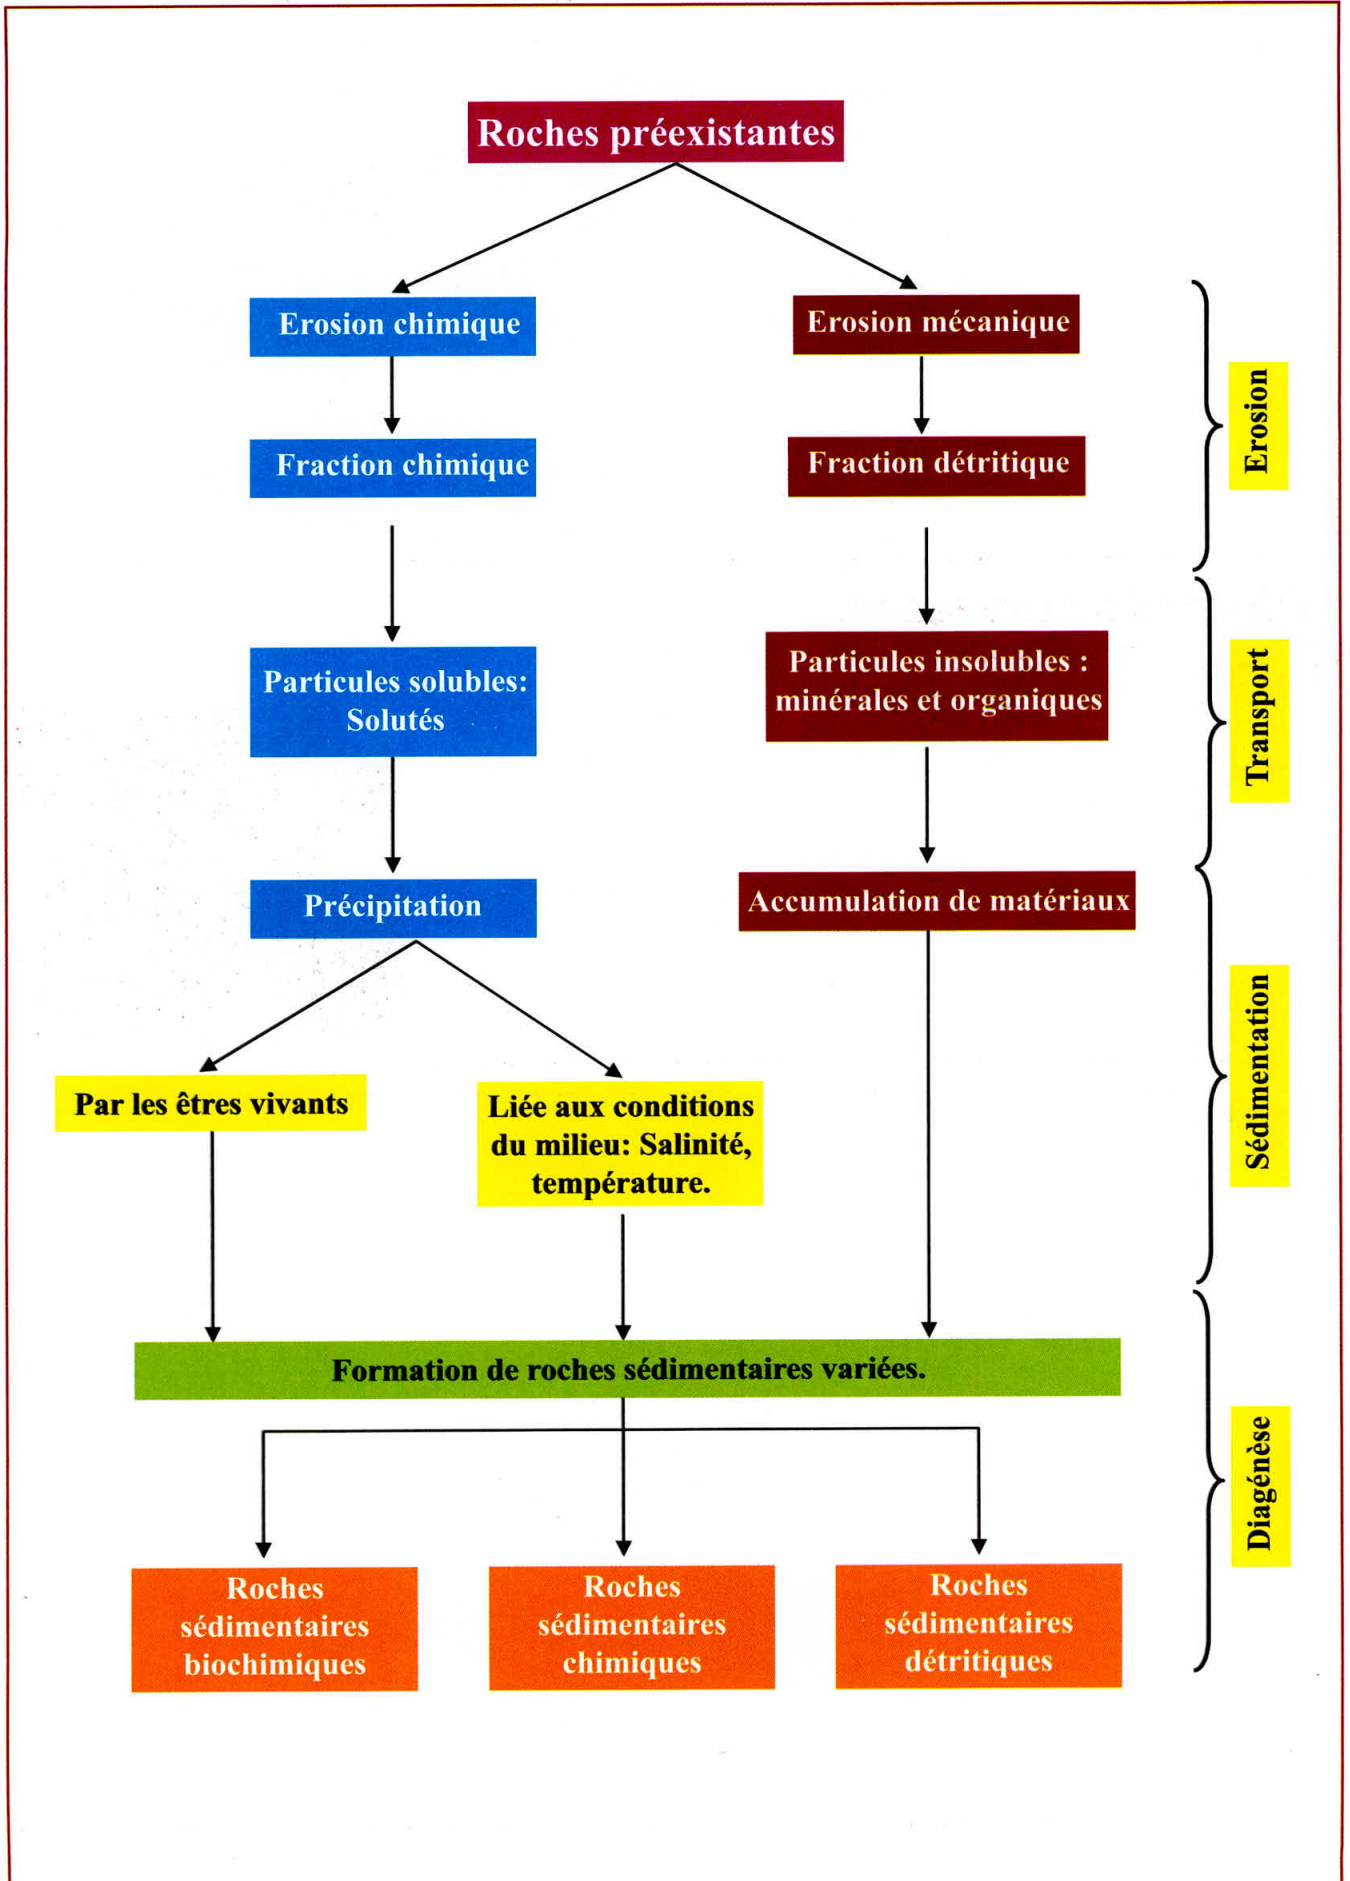 Roches préexistantes
Erosion chimique
Erosion mécanique
Fraction chimique
Fraction détritique
Erosion
Particules solubles:
Solutés
Particules insolubles :
minérales et organiques
Transport
Précipitation
Accumulation de matériaux
Par les êtres vivants
Liée aux conditions
du milieu: Salinité,
température.
Sédimentation
Formation de roches sédimentaires variées.
Diagénèse
Roches
sédimentaires
biochimiques
Roches
sédimentaires
chimiques
Roches
sédimentaires
détritiques